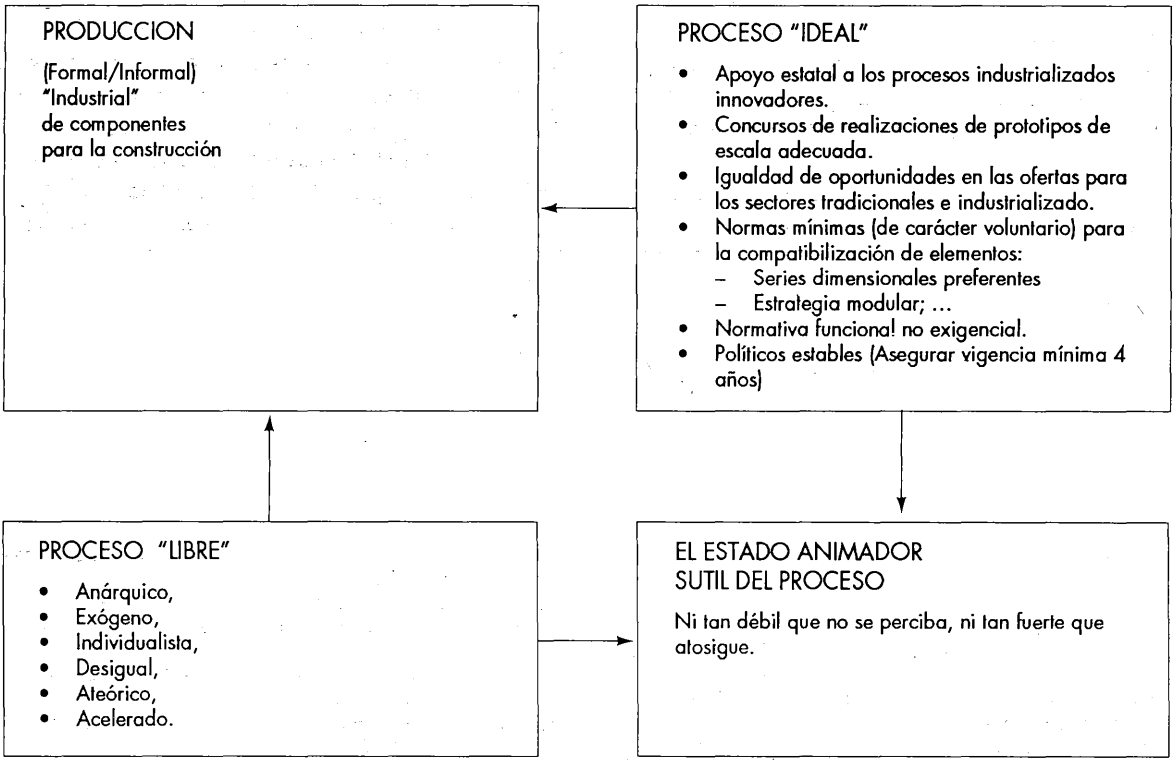 PRODUCCION
(Formal/Informal)
"Industrial"
de componentes
para la construcción
PROCESO "IDEAL"
• Apoyo estatal a los procesos industrializados
innovadores.
• Concursos de realizaciones de prototipos de
escala adecuada.
• Igualdad de oportunidades en las ofertas para
los sectores tradicionales e industrializado.
• Normas mínimas (de carácter voluntario) para
la compatibilización de elementos:
– Series dimensionales preferentes
– Estrategia modular; ...
• Normativa funciona! no exigencial.
• Políticos estables (Asegurar vigencia mínima 4
años)
PROCESO "LIBRE"
• Anárquico,
• Exógeno,
• Individualista,
• Desigual,
• Ateórico,
• Acelerado.
EL ESTADO ANIMADOR
SUTIL DEL PROCESO
Ni tan débil que no se perciba, ni tan fuerte que
atosigue.